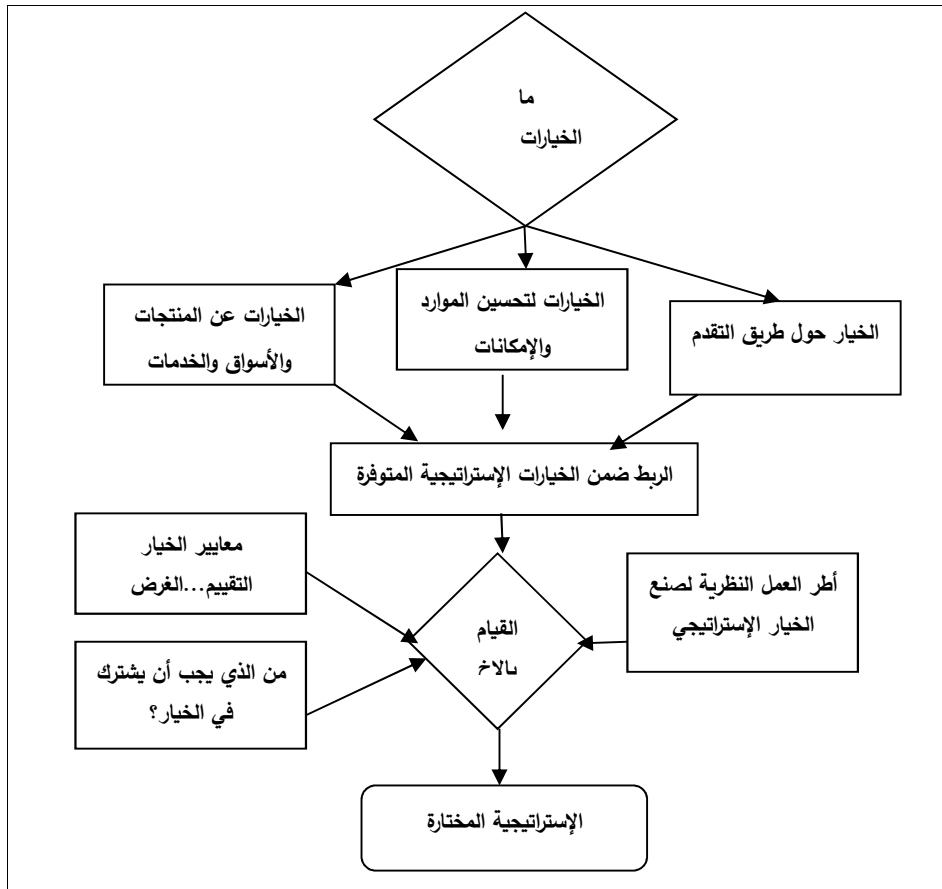 ما
الخيارات
الخيارات عن المنتجات
والأسواق والخدمات
الخيارات لتحسين الموارد
والإمكانات
الخيار حول طريق التقدم
الربط ضمن الخيارات الإستراتيجية المتوفرة
معايير الخيار
التقييم...الغرض
أطر العمل النظرية لصنع
الخيار الإستراتيجي
القيام
من الذي يجب أن يشترك
في الخيار؟
الإستراتيجية المختارة